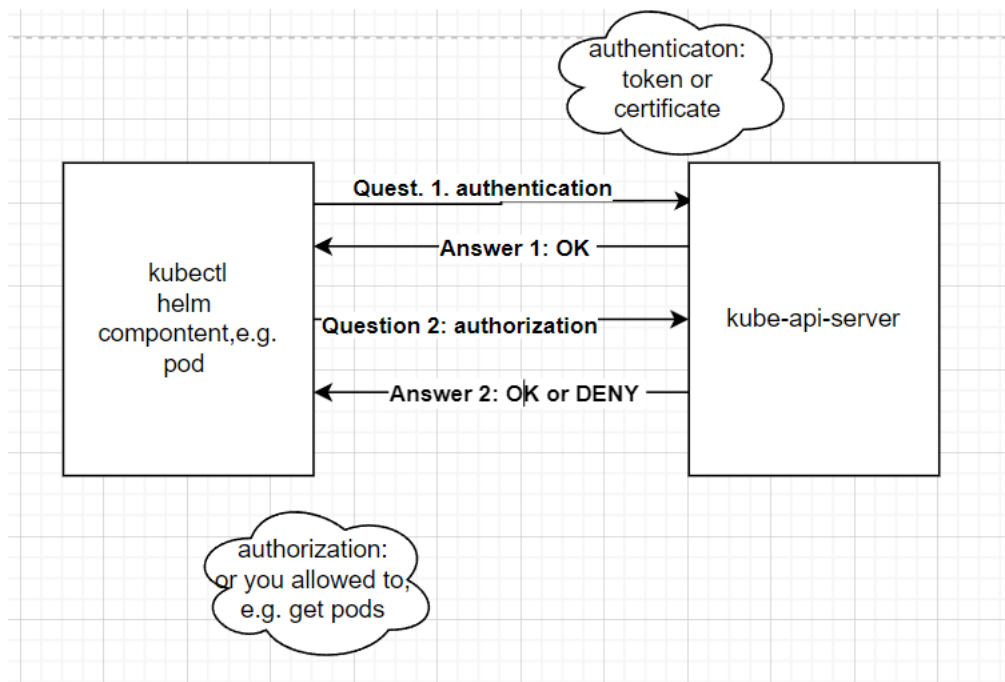 authenticaton:
token or
certificate
Quest. 1. authentication
Answer 1: OK
kubectl
helm
compontent,e.g.
pod
Question 2: authorization
kube-api-server
Answer 2: OK or DENY
authorization:
or you allowed to,
e.g. get pods